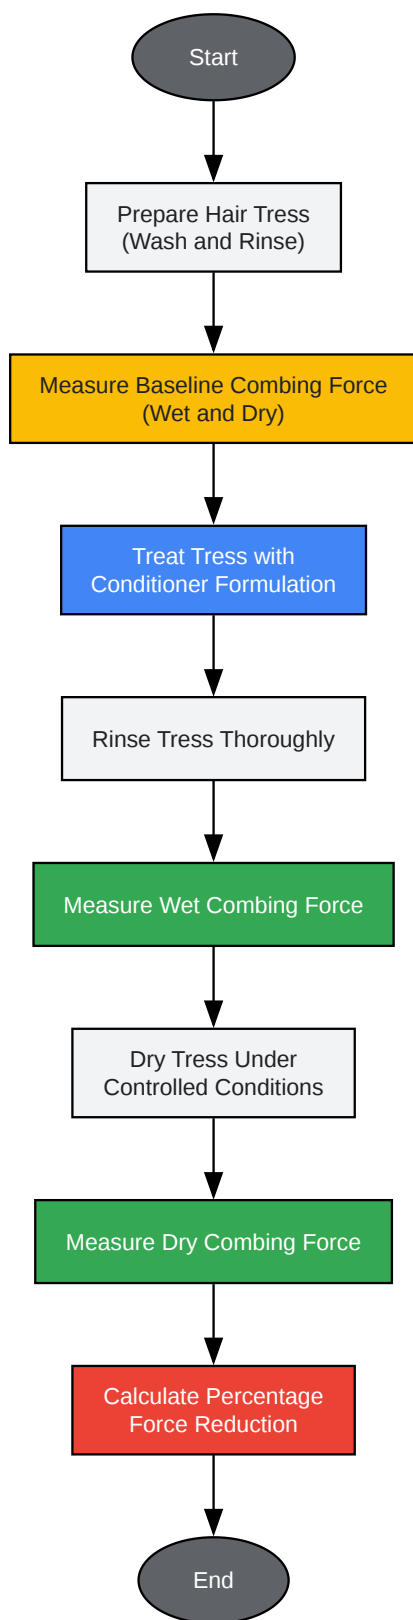 Start
Prepare Hair Tress
(Wash and Rinse)
Measure Baseline Combing Force
(Wet and Dry)
Treat Tress with
Conditioner Formulation
Rinse Tress Thoroughly
Measure Wet Combing Force
Dry Tress Under
Controlled Conditions
Measure Dry Combing Force
Calculate Percentage
Force Reduction
End